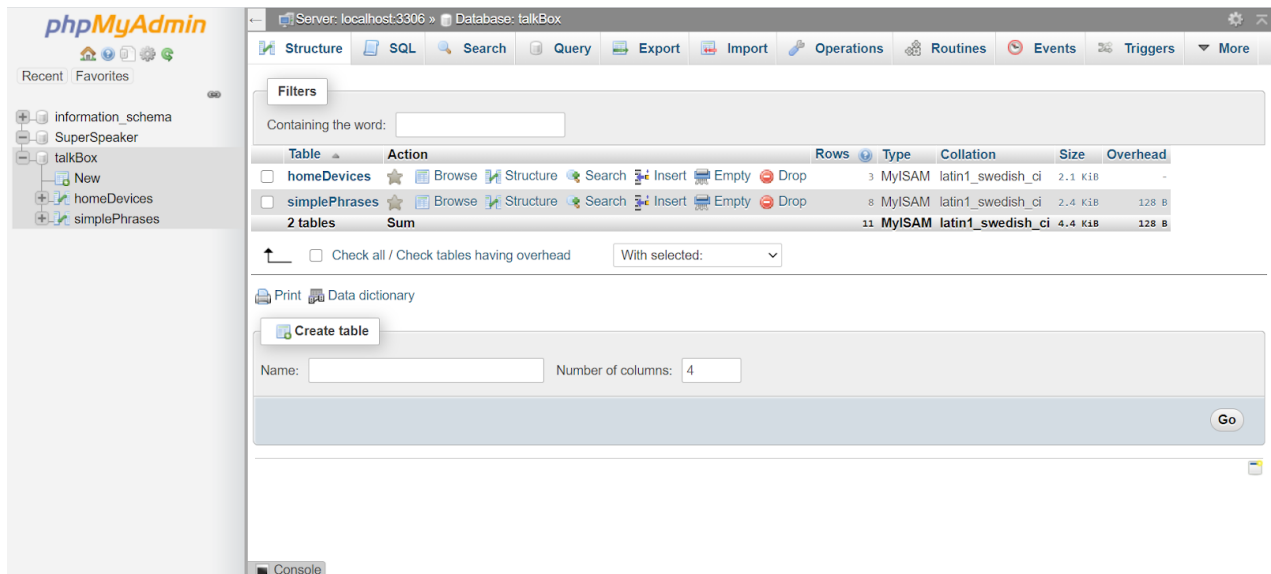 phpMyAdmin
Recent Favorites
information_schema
SuperSpeaker
talkBox
New
homeDevices
simplePhrases
Server: localhost:3306 » Database: talkBox
Structure SQL Search Query Export Import Operations Routines Events Triggers More
Filters
Containing the word:
Table Action Rows Type Collation Size Overhead
homeDevices Browse Structure Search Insert Empty Drop 3 MyISAM latin1_swedish_ci 2.1 KiB -
simplePhrases Browse Structure Search Insert Empty Drop 8 MyISAM latin1_swedish_ci 2.4 KiB 128 B
2 tables Sum 11 MyISAM latin1_swedish_ci 4.4 KiB 128 B
Check all / Check tables having overhead With selected:
Print Data dictionary
Create table
Name: Number of columns: 4
Go
Console